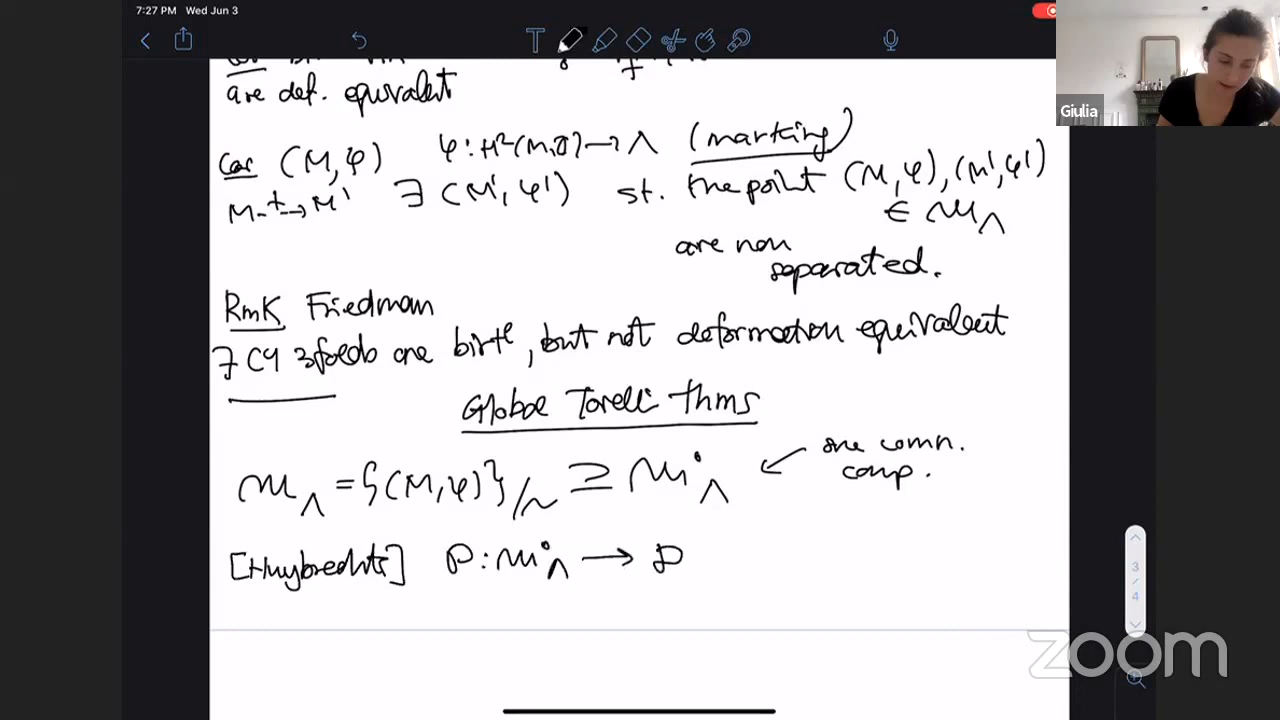 7:27 PM Wed Jun 3
Giulia
are def. equivalent
Cor (M, φ) φ: H²(M, Z) → Λ (marking)
M -t-> M' ∃ (M', φ') st. the point (M, φ), (M', φ')
∈ 𝓜_Λ
are non
separated.
Rmk Friedman
∃ CY 3folds are birtl, but not deformation equivalent
Global Torelli thms
𝓜_Λ = {(M, φ)}/~ ⊇ 𝓜°_Λ ← one conn.
comp.
[Huybrechts] P: 𝓜°_Λ → D
3
/
4
zoom